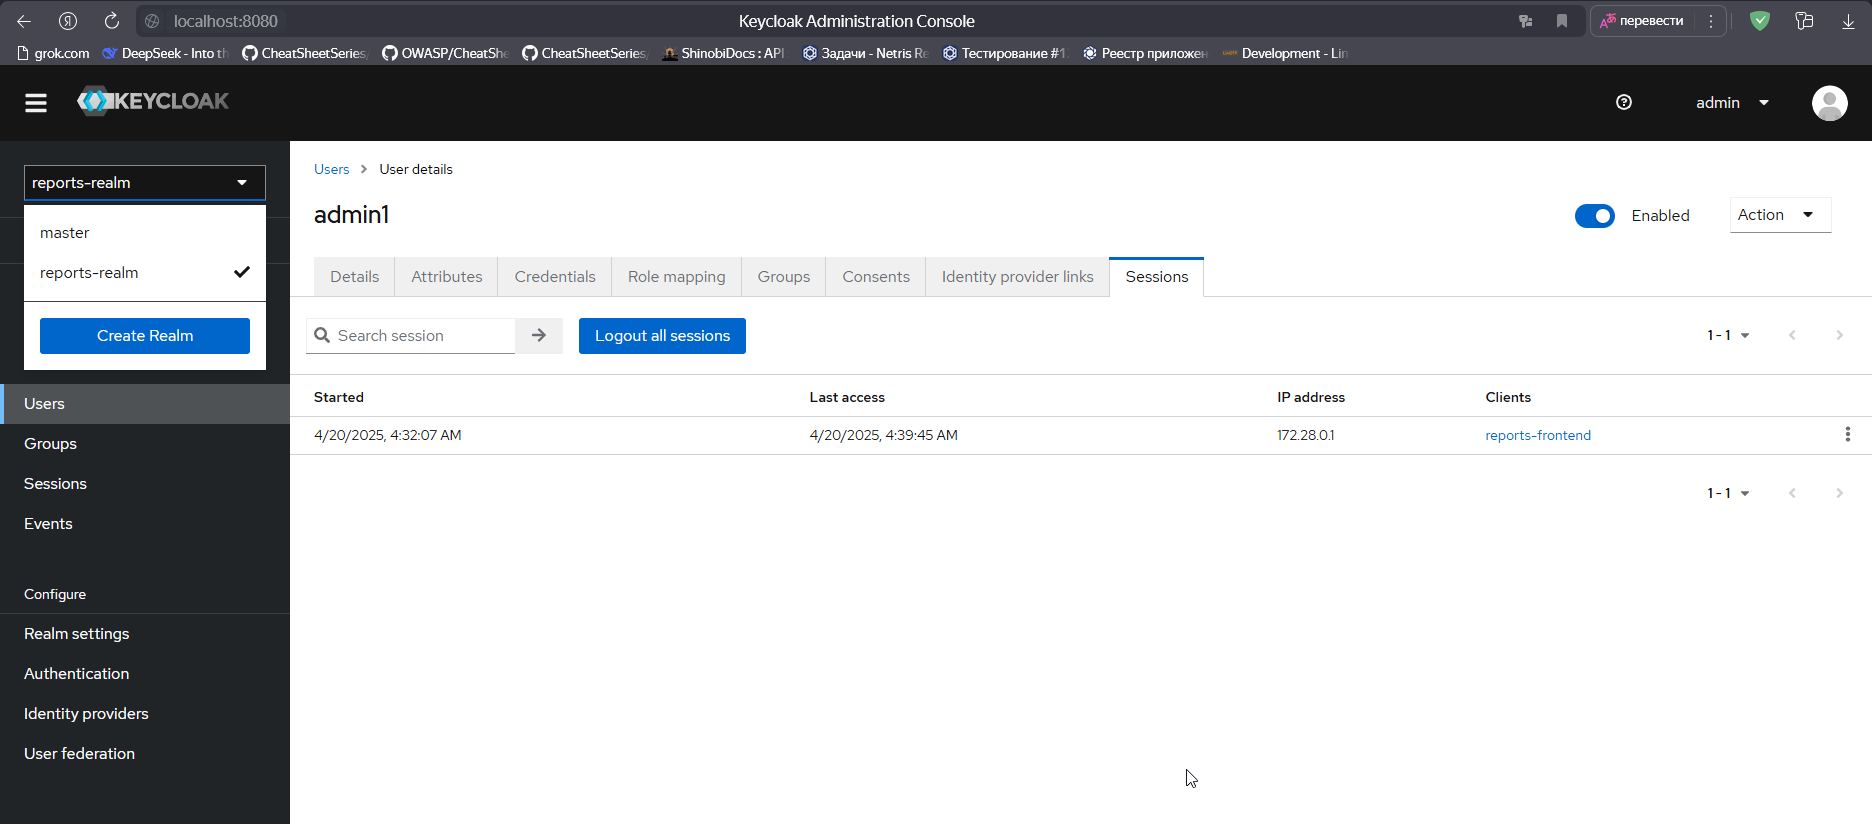 localhost:8080
Keycloak Administration Console
перевести
grok.com
DeepSeek - Into th
CheatSheetSeries,
OWASP/CheatShe
CheatSheetSeries,
ShinobiDocs : API
Задачи - Netris Re
Тестирование #1
Реестр приложен
Development - Lin
KEYCLOAK
admin
reports-realm
master
reports-realm
Create Realm
Users
Groups
Sessions
Events
Configure
Realm settings
Authentication
Identity providers
User federation
Users > User details
admin1
Enabled
Action
Details
Attributes
Credentials
Role mapping
Groups
Consents
Identity provider links
Sessions
Search session
Logout all sessions
1 - 1
Started
Last access
IP address
Clients
4/20/2025, 4:32:07 AM
4/20/2025, 4:39:45 AM
172.28.0.1
reports-frontend
1 - 1